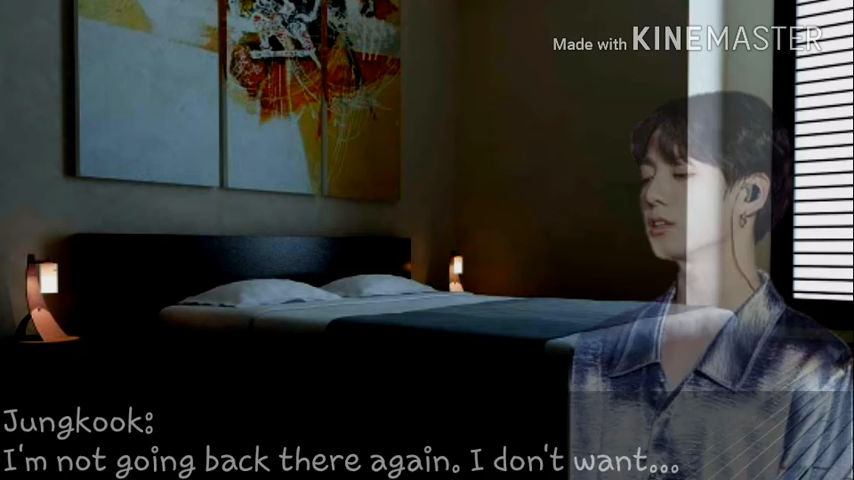 Made with KINEMASTER
Jungkook:
I'm not going back there again. I don't want...